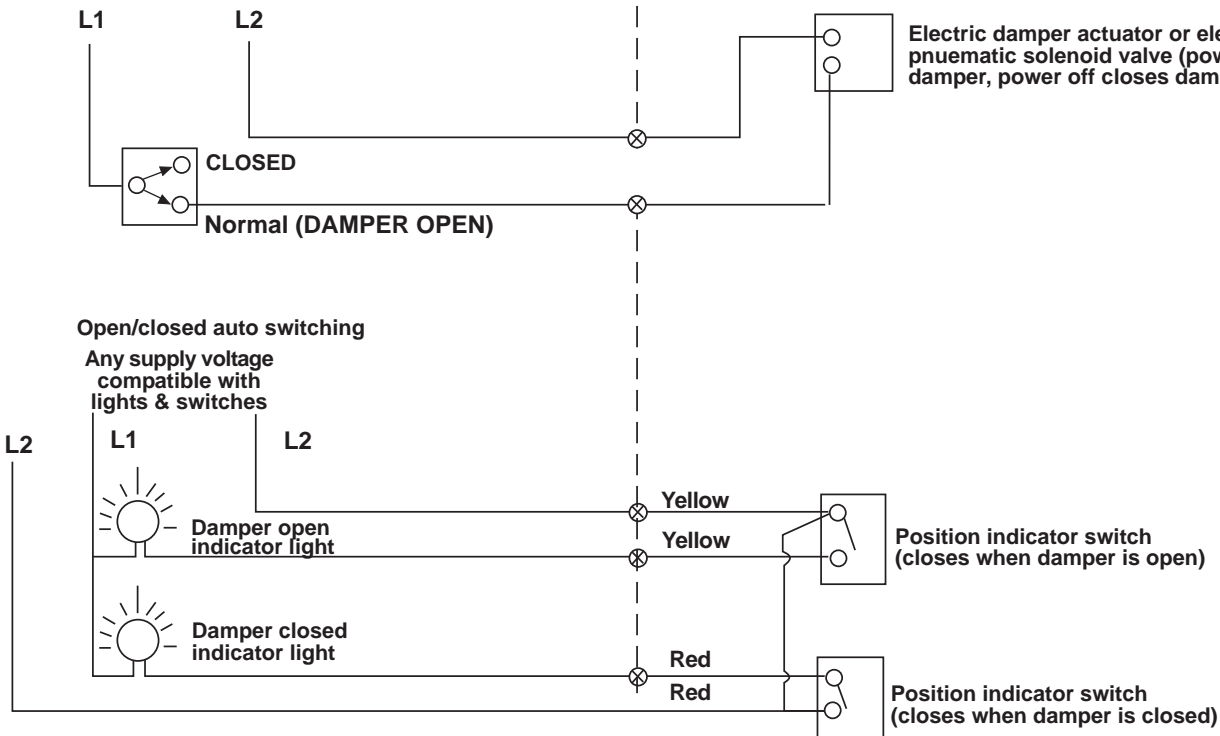 L1
L2
Electric damper actuator or
pnuematic solenoid valve
damper, power off closes
CLOSED
Normal (DAMPER OPEN)
Open/closed auto switching
Any supply voltage
compatible with
lights & switches
L2
L1
L2
Yellow
Damper open
indicator light
Yellow
Position indicator switch
(closes when damper is open)
Damper closed
indicator light
Red
Red
Position indicator switch
(closes when damper is closed)